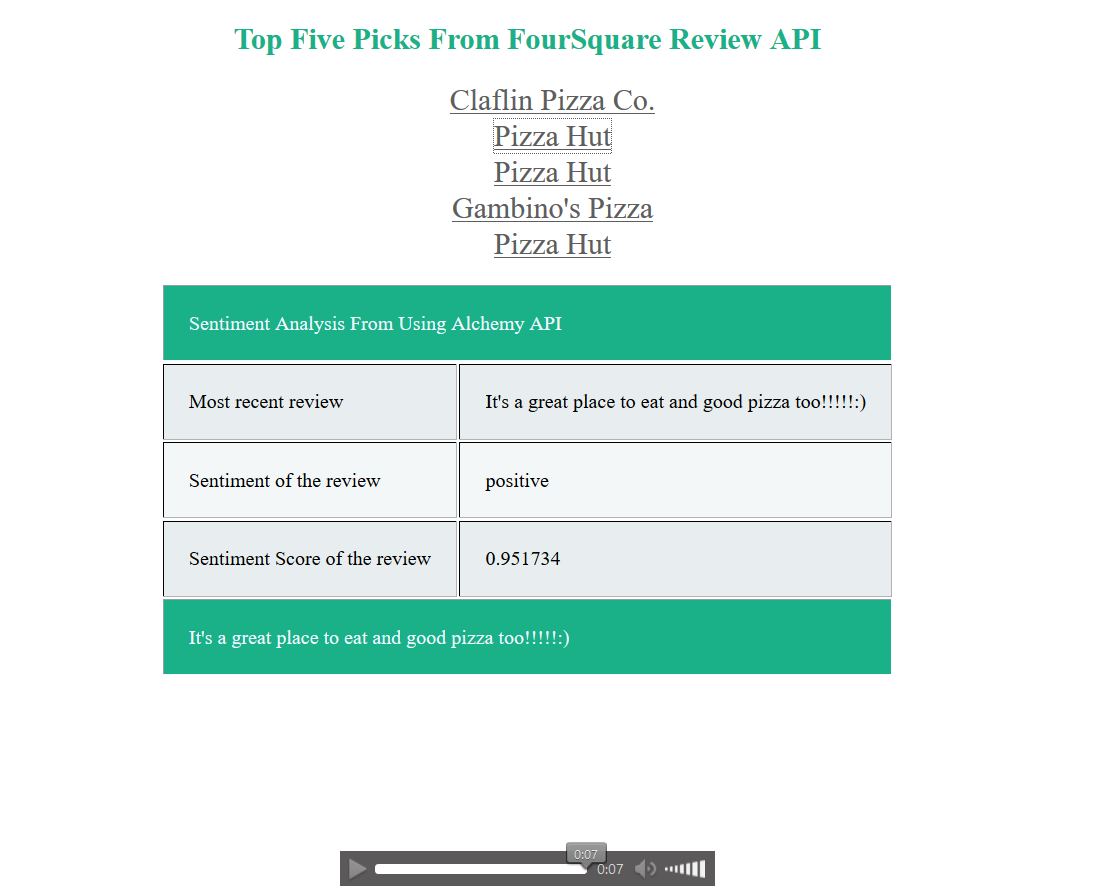 Top Five Picks From FourSquare Review API
Claflin Pizza Co.
Pizza Hut
Pizza Hut
Gambino's Pizza
Pizza Hut
Sentiment Analysis From Using Alchemy API
Most recent review It's a great place to eat and good pizza too!!!!!:)
Sentiment of the review positive
Sentiment Score of the review 0.951734
It's a great place to eat and good pizza too!!!!!:)
0:07
0:07